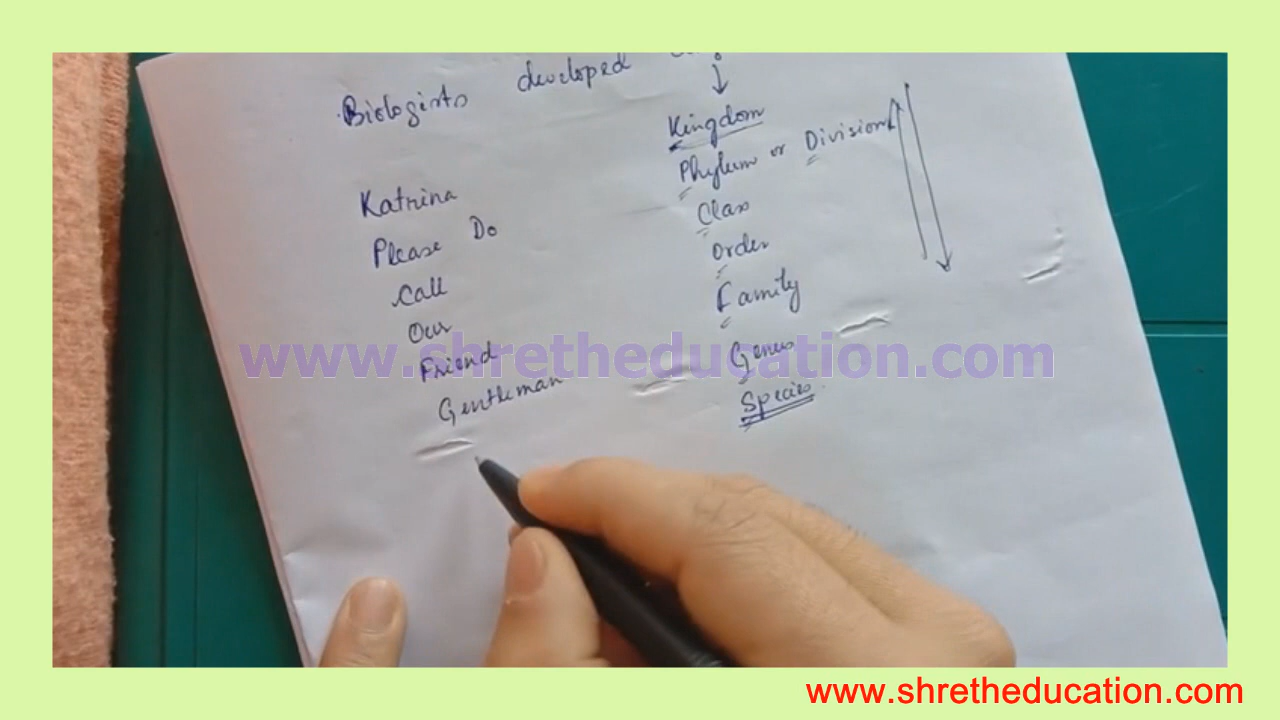 Biologists developed
Kingdom
Katrina Phylum or Division
Please Do Class
Call Order
Our Family
Friend Genus
Gentleman Species
www.shretheducation.com
www.shretheducation.com